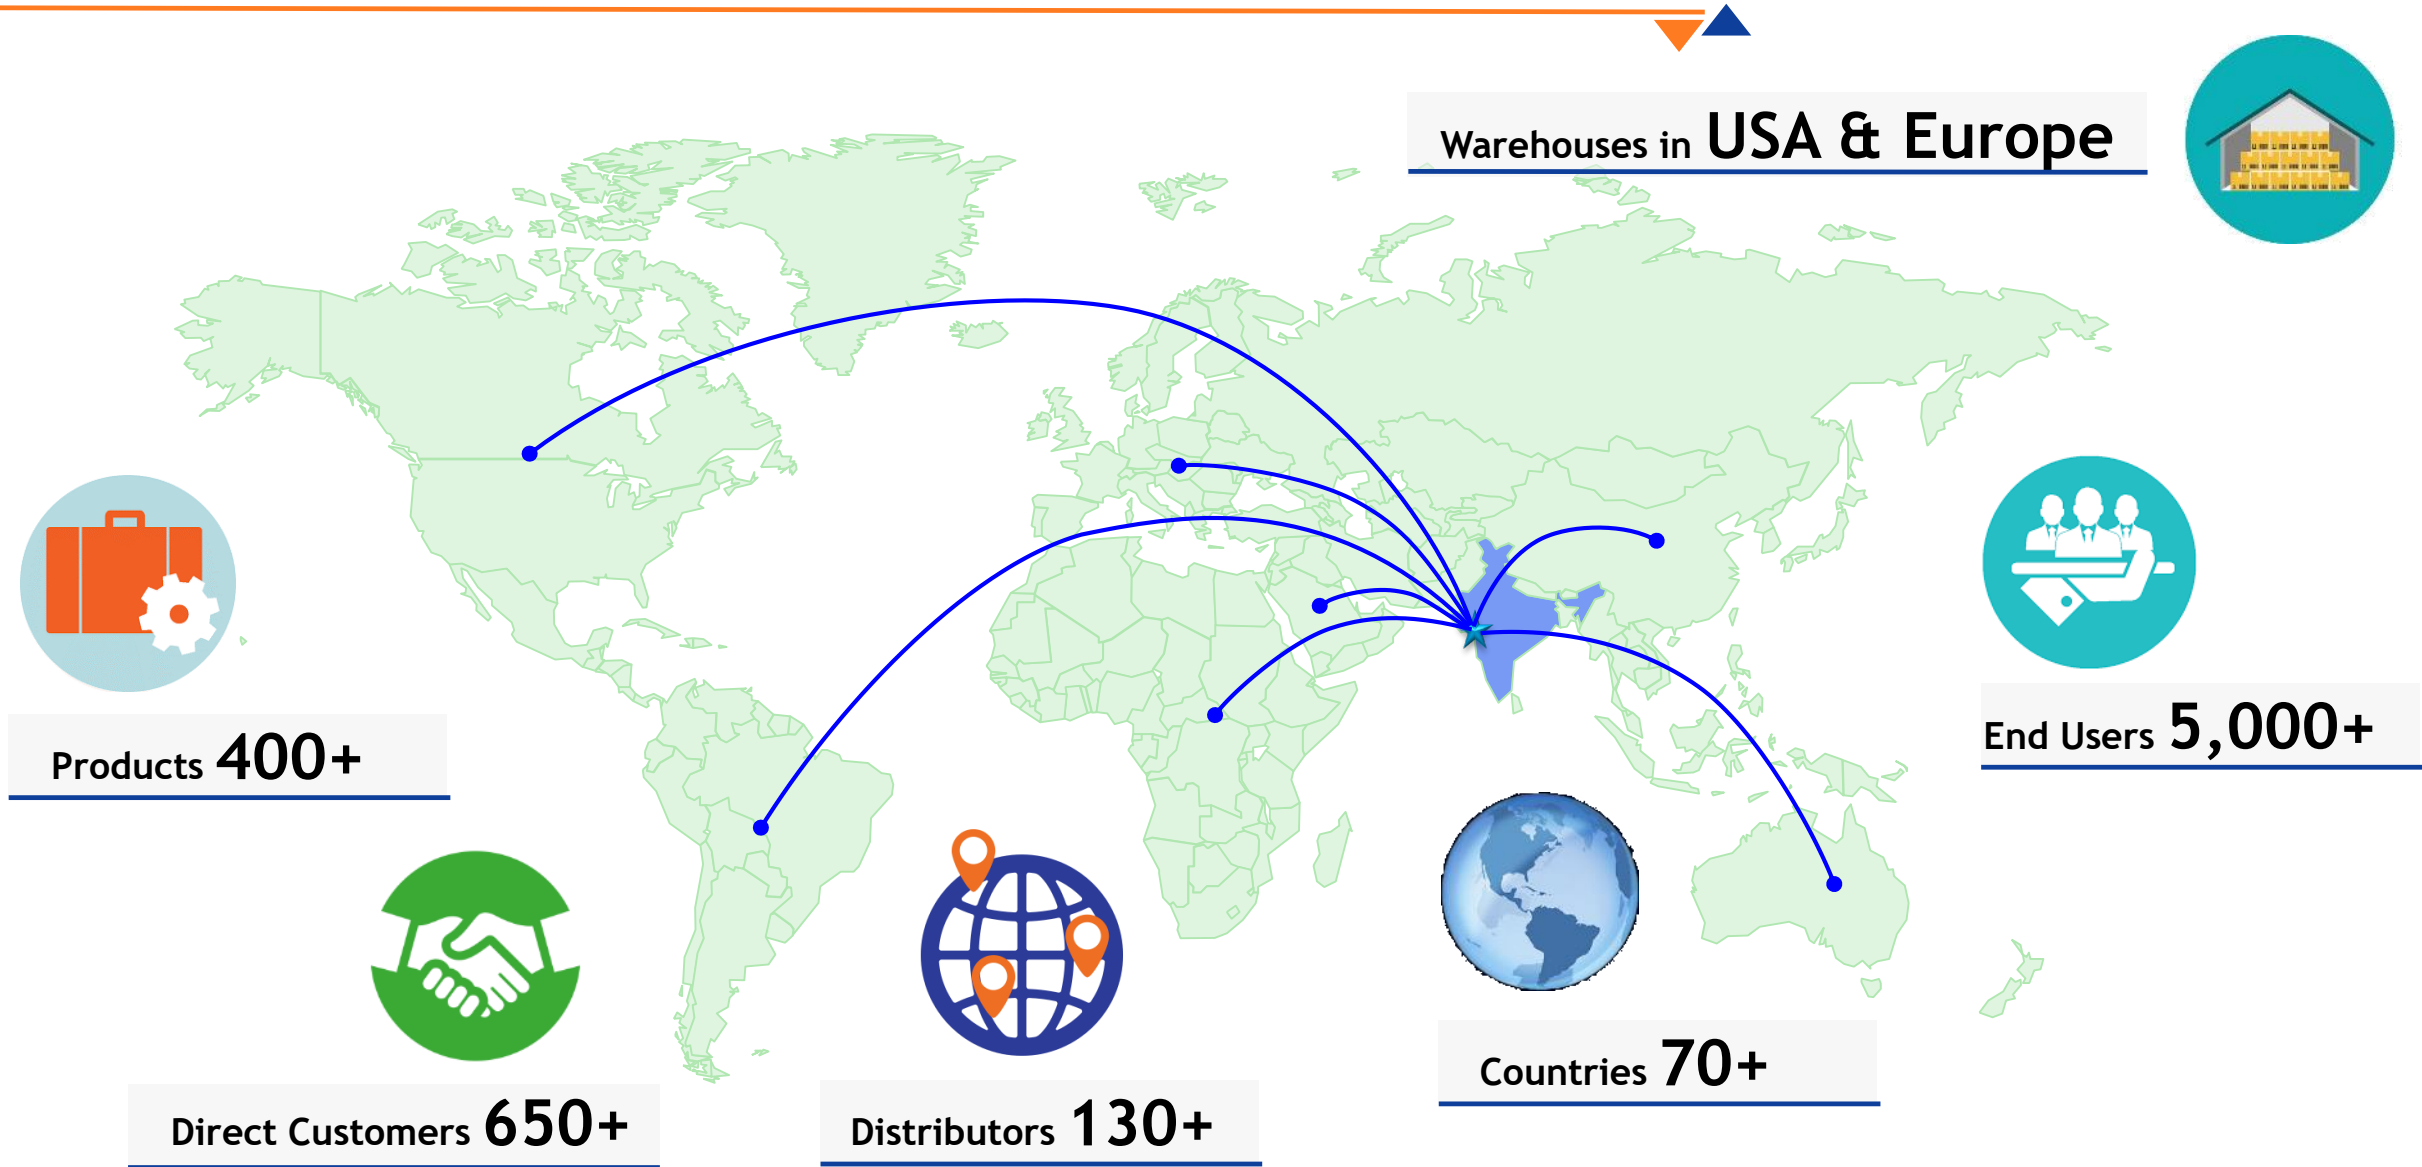 Warehouses in USA & Europe
Products 400+
End Users 5,000+
Direct Customers 650+
Distributors 130+
Countries 70+